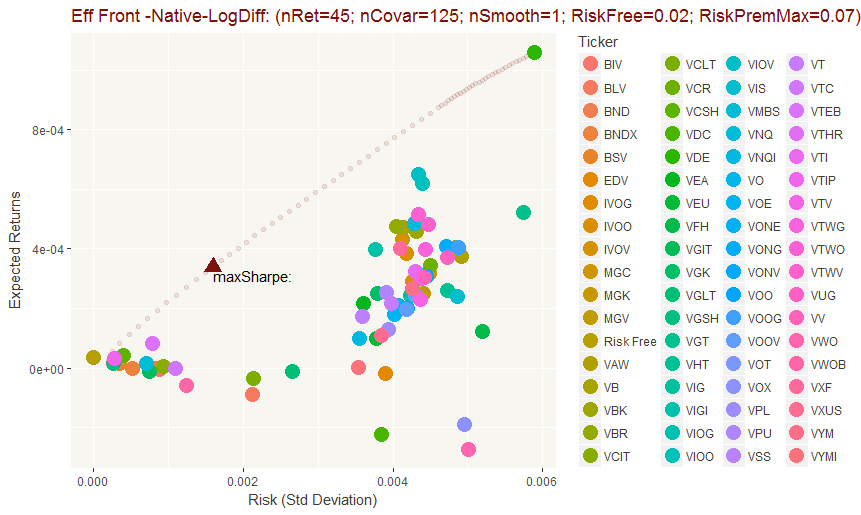 Eff Front -Native-LogDiff: (nRet=45; nCovar=125; nSmooth=1; RiskFree=0.02; RiskPremMax=0.07)
Expected Returns
8e-04
4e-04
0e+00
maxSharpe:
0.000 0.002 0.004 0.006
Risk (Std Deviation)
Ticker
BIV VCLT VIOV VT
BLV VCR VIS VTC
BND VCSH VMBS VTEB
BNDX VDC VNQ VTHR
BSV VDE VNQI VTI
EDV VEA VO VTIP
IVOG VEU VOE VTV
IVOO VFH VONE VTWG
IVOV VGIT VONG VTWO
MGC VGK VONV VTWV
MGK VGLT VOO VUG
MGV VGSH VOOG VV
Risk Free VGT VOOV VWO
VAW VHT VOT VWOB
VB VIG VOX VXF
VBK VIGI VPL VXUS
VBR VIOG VPU VYM
VCIT VIOO VSS VYMI